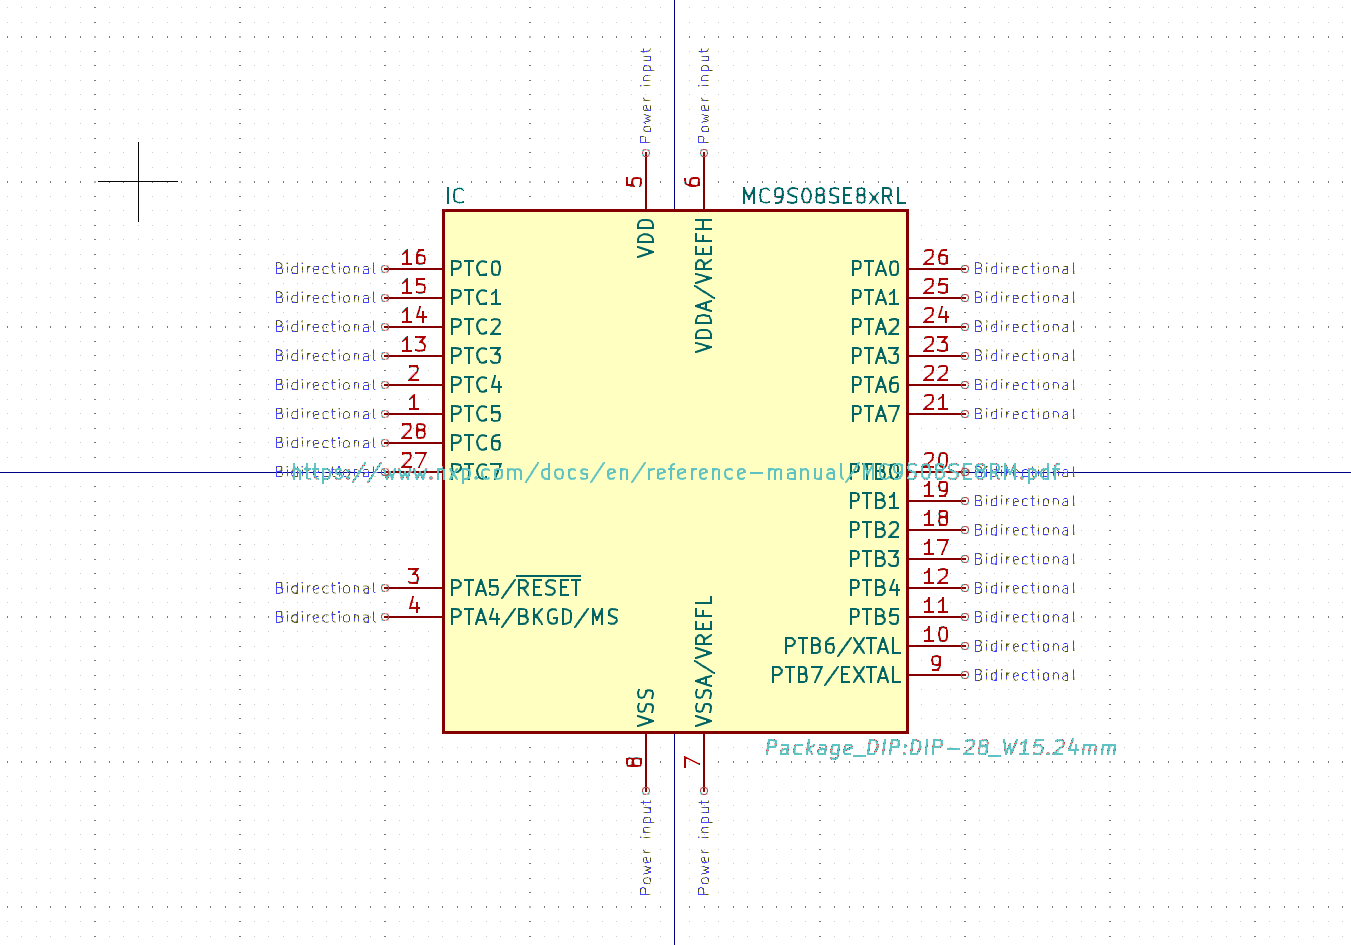 Power input
Power input
5
6
IC
MC9S08SE8xRL
VDD
VDDA/VREFH
Bidirectional 16 PTC0
PTA0 26 Bidirectional
Bidirectional 15 PTC1
PTA1 25 Bidirectional
Bidirectional 14 PTC2
PTA2 24 Bidirectional
Bidirectional 13 PTC3
PTA3 23 Bidirectional
Bidirectional 2 PTC4
PTA6 22 Bidirectional
Bidirectional 1 PTC5
PTA7 21 Bidirectional
Bidirectional 28 PTC6
Bidirectional 27 PTC7
https://www.nxp.com/docs/en/reference-manual/MC9S08SE8RM.pdf
PTB0 20 Bidirectional
PTB1 19 Bidirectional
PTB2 18 Bidirectional
PTB3 17 Bidirectional
Bidirectional 3 PTA5/RESET
PTB4 12 Bidirectional
Bidirectional 4 PTA4/BKGD/MS
PTB5 11 Bidirectional
PTB6/XTAL 10 Bidirectional
PTB7/EXTAL 9 Bidirectional
VSS
VSSA/VREFL
Package_DIP:DIP-28_W15.24mm
8
7
Power input
Power input